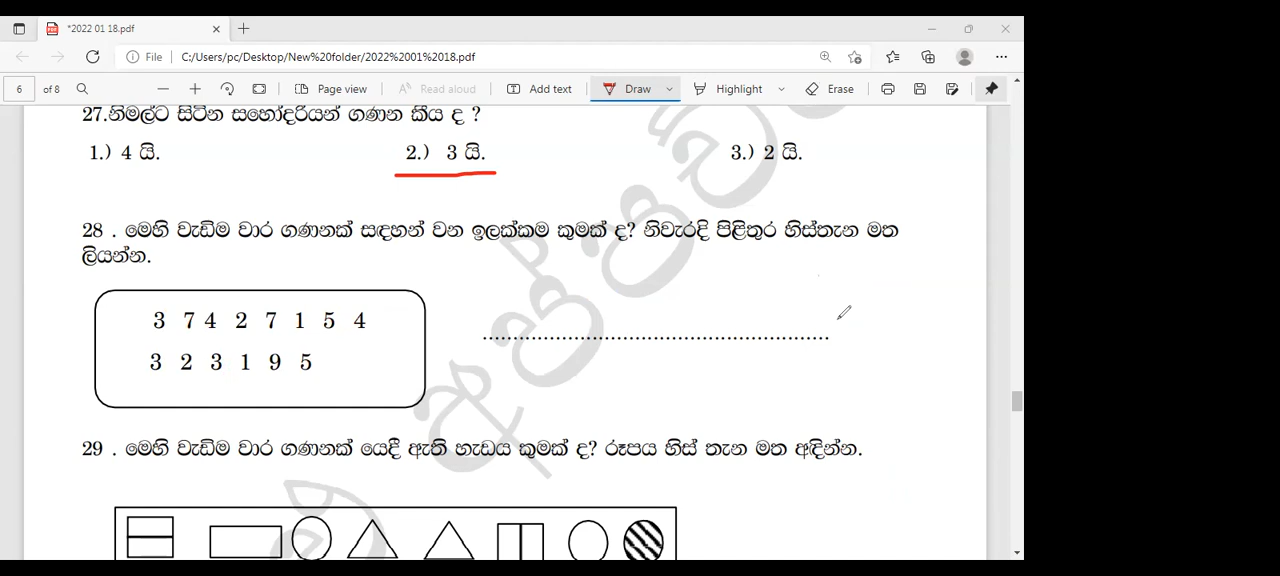 *2022 01 18.pdf
File C:/Users/pc/Desktop/New%20folder/2022%2001%2018.pdf
6 of 8 Page view Read aloud Add text Draw Highlight Erase
27.නිමල්ට සිටින සහෝදරියන් ගණන කීය ද ?
1.) 4 යි. 2.) 3 යි. 3.) 2 යි.
28 . මෙහි වැඩිම වාර ගණනක් සඳහන් වන ඉලක්කම කුමක් ද? නිවැරදි පිළිතුර හිස්තැන මත
ලියන්න.
3 7 4 2 7 1 5 4
3 2 3 1 9 5
..........................................................
29 . මෙහි වැඩිම වාර ගණනක් යෙදී ඇති හැඩය කුමක් ද? රූපය හිස් තැන මත අඳින්න.